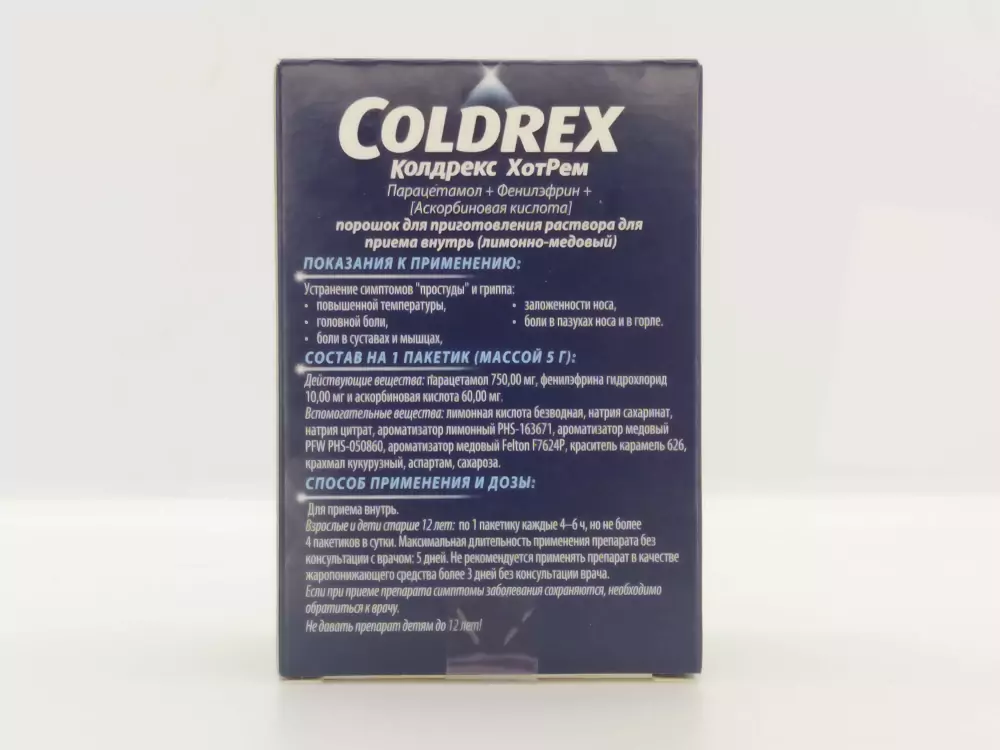 COLDREX
Колдрекс ХотРем
Парацетамол + Фенилэфрин +
[Аскорбиновая кислота]
порошок для приготовления раствора для
приема внутрь (лимонно-медовый)
ПОКАЗАНИЯ К ПРИМЕНЕНИЮ:
Устранение симптомов "простуды" и гриппа:
• повышенной температуры,
• заложенности носа,
• головной боли,
• боли в пазухах носа и в горле.
• боли в суставах и мышцах,
СОСТАВ НА 1 ПАКЕТИК (МАССОЙ 5 Г):
Действующие вещества: парацетамол 750,00 мг, фенилэфрина гидрохлорид
10,00 мг и аскорбиновая кислота 60,00 мг.
Вспомогательные вещества: лимонная кислота безводная, натрия сахаринат,
натрия цитрат, ароматизатор лимонный PHS-163671, ароматизатор медовый
PFW PHS-050860, ароматизатор медовый Felton F7624P, краситель карамель 626,
крахмал кукурузный, аспартам, сахароза.
СПОСОБ ПРИМЕНЕНИЯ И ДОЗЫ:
Для приема внутрь.
Взрослые и дети старше 12 лет: по 1 пакетику каждые 4–6 ч, но не более
4 пакетиков в сутки. Максимальная длительность применения препарата без
консультации с врачом: 5 дней. Не рекомендуется применять препарат в качестве
жаропонижающего средства более 3 дней без консультации врача.
Если при приеме препарата симптомы заболевания сохраняются, необходимо
обратиться к врачу.
Не давать препарат детям до 12 лет!